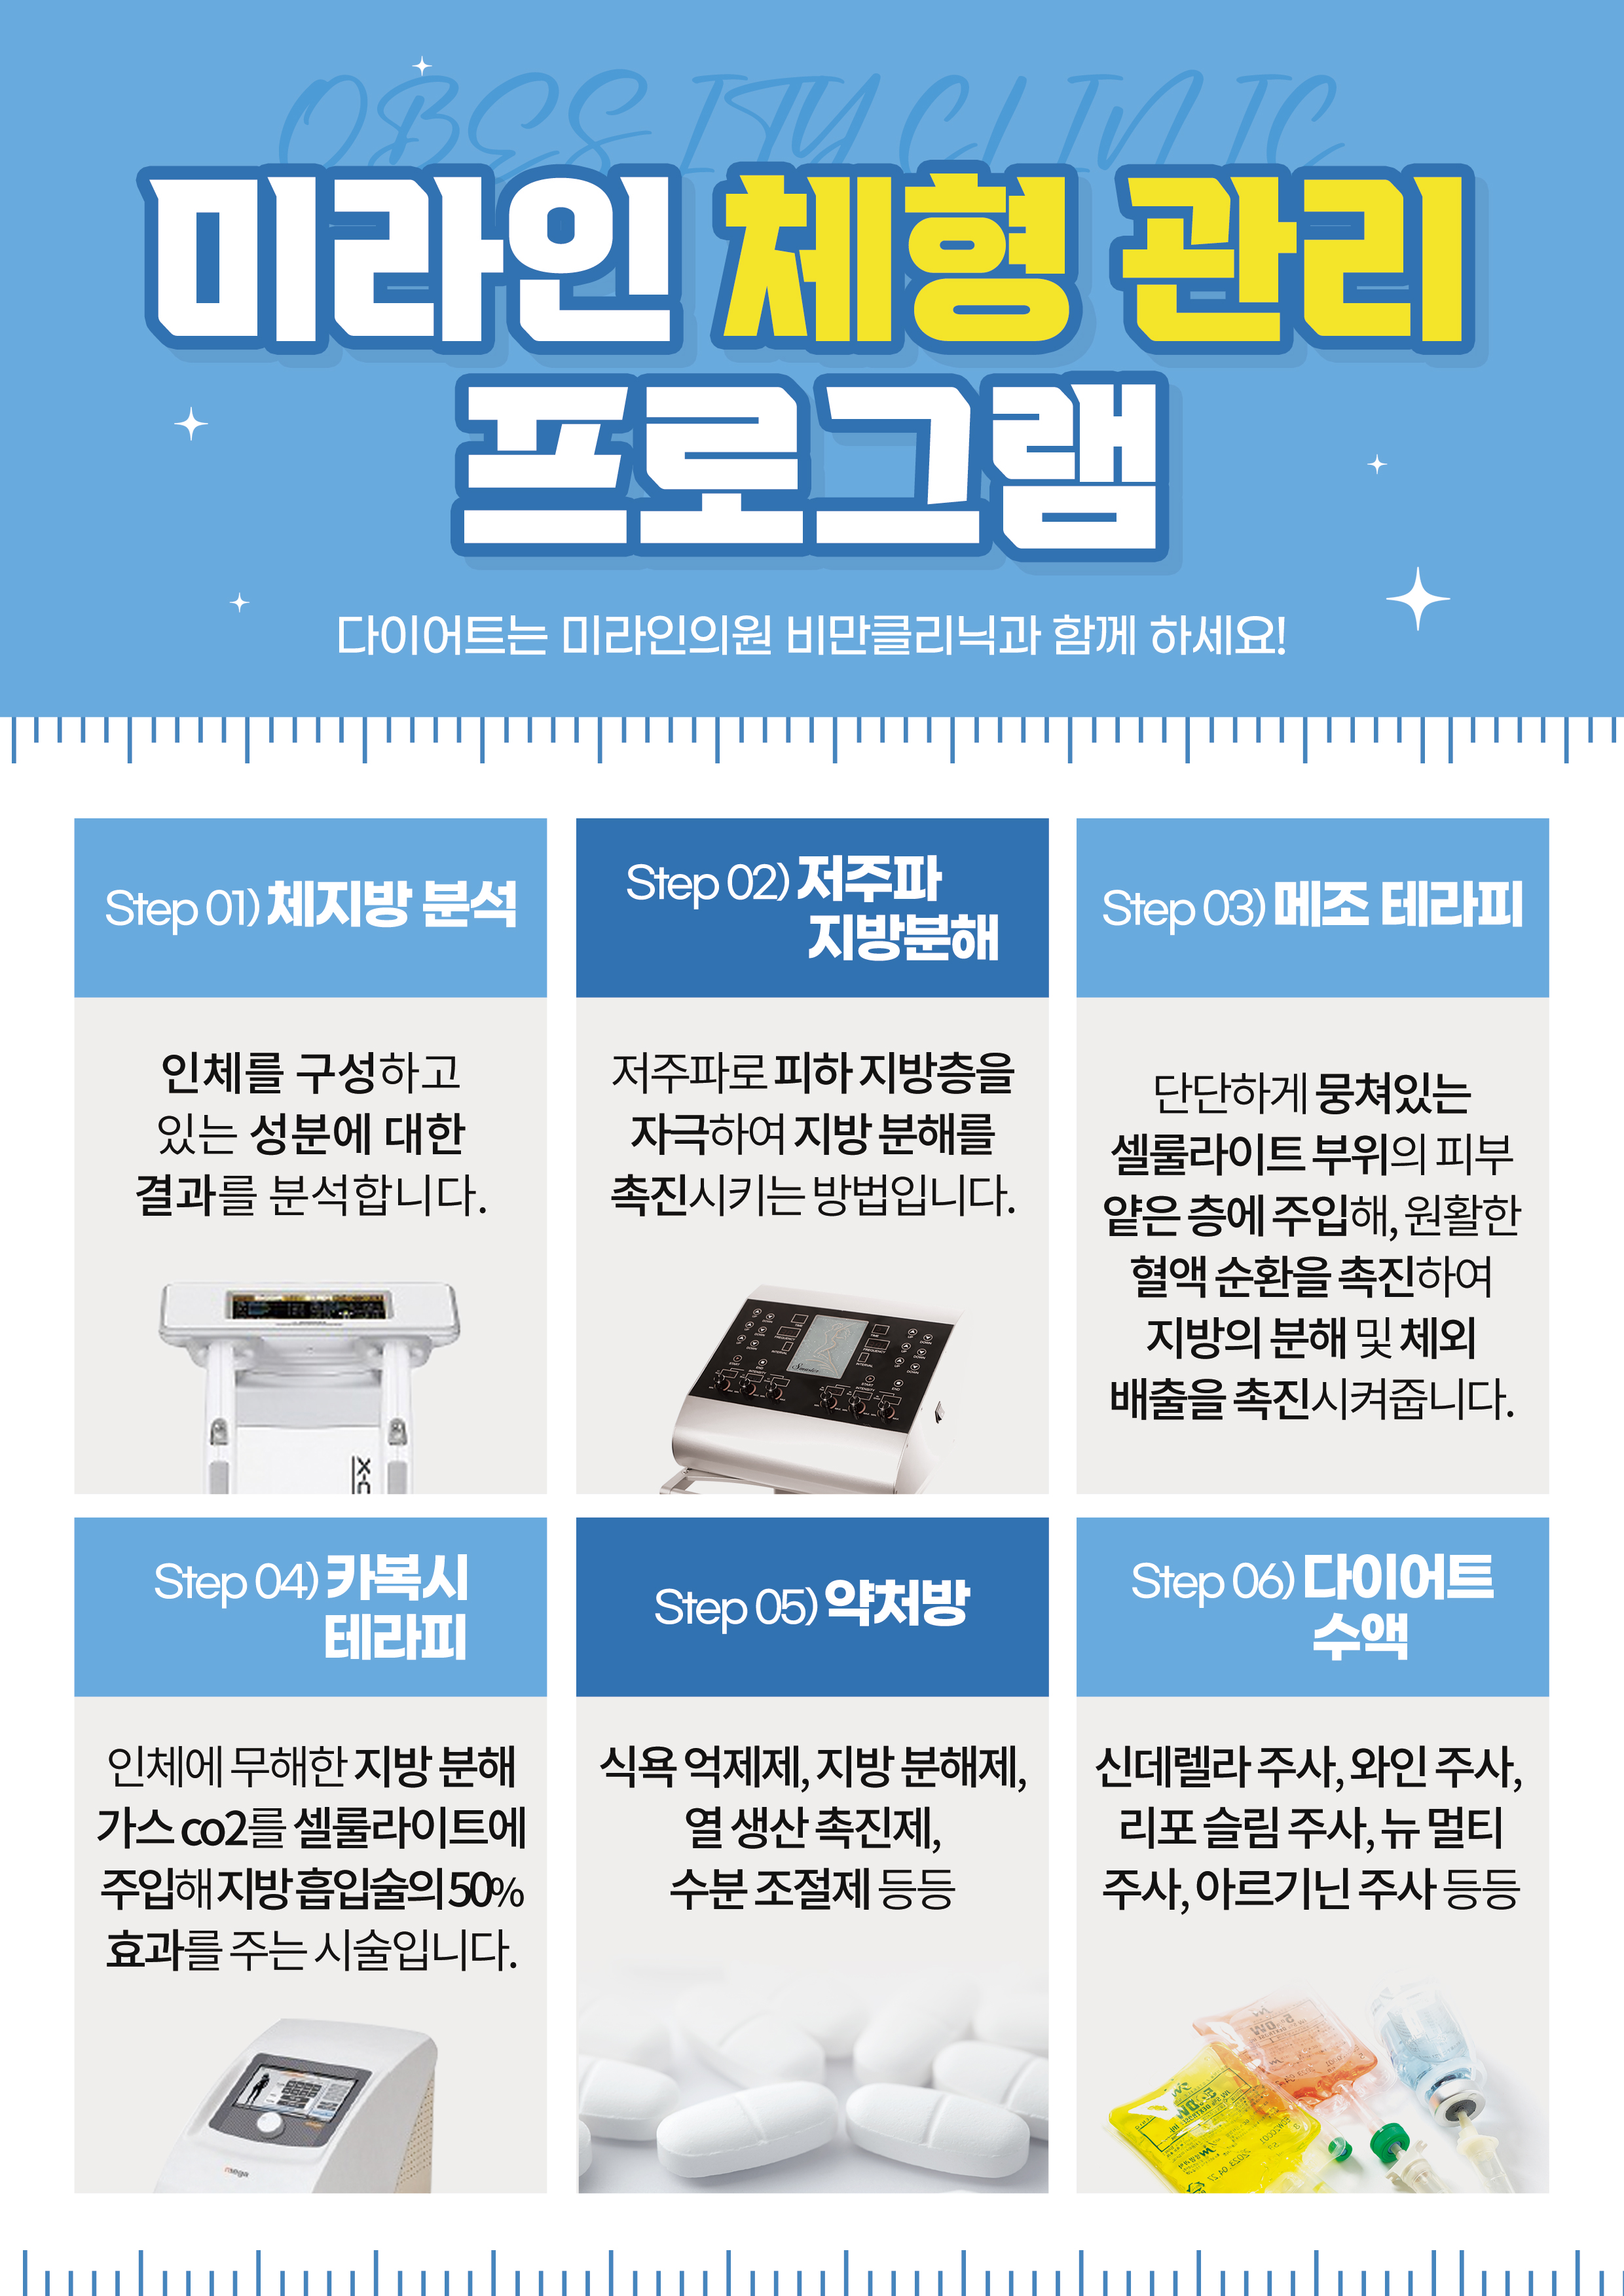 OBESITY CLINIC
미라인 체형 관리
프로그램
다이어트는 미라인의원 비만클리닉과 함께 하세요!
Step 01) 체지방 분석
인체를 구성하고
있는 성분에 대한
결과를 분석합니다.
X-C
Step 02) 저주파
지방분해
저주파로 피하 지방층을
자극하여 지방 분해를
촉진시키는 방법입니다.
Step 03) 메조 테라피
단단하게 뭉쳐있는
셀룰라이트 부위의 피부
얕은 층에 주입해, 원활한
혈액 순환을 촉진하여
지방의 분해 및 체외
배출을 촉진시켜줍니다.
Step 04) 카복시
테라피
인체에 무해한 지방 분해
가스 co2를 셀룰라이트에
주입해 지방 흡입술의 50%
효과를 주는 시술입니다.
mega
Step 05) 약처방
식욕 억제제, 지방 분해제,
열 생산 촉진제,
수분 조절제 등등
Step 06) 다이어트
수액
신데렐라 주사, 와인 주사,
리포 슬림 주사, 뉴 멀티
주사, 아르기닌 주사 등등